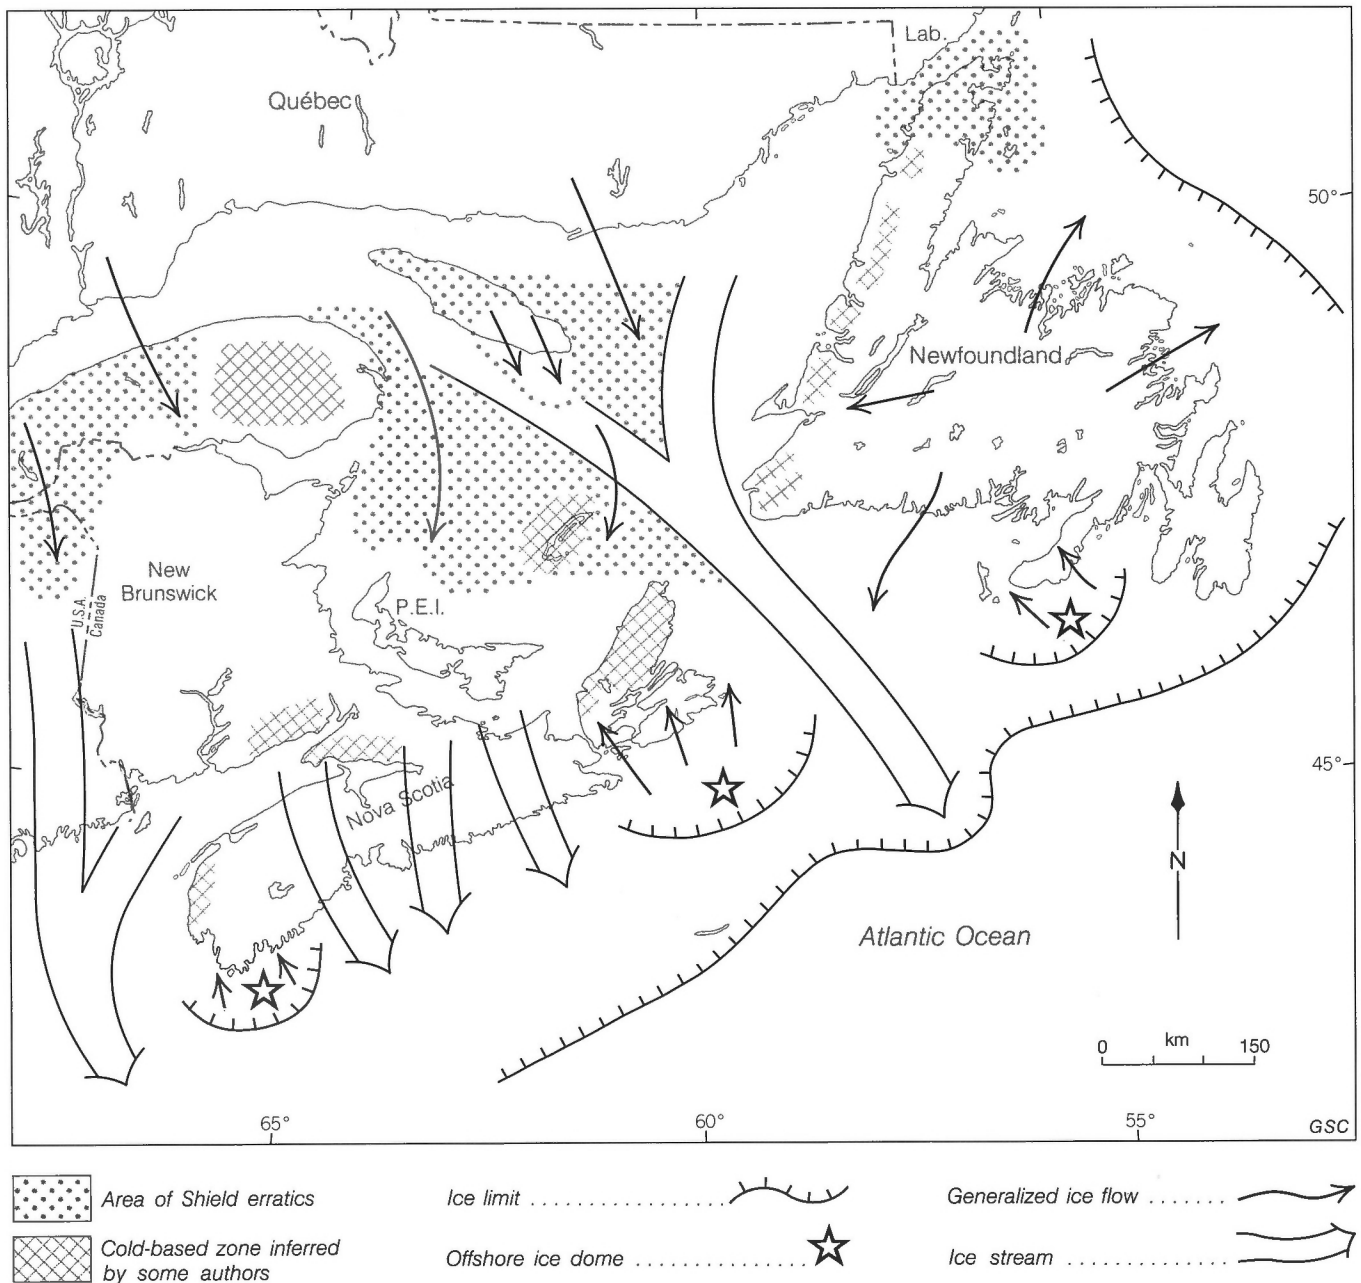 Lab.
Québec
50°
Newfoundland
New
Brunswick
U.S.A.
Canada
P.E.I.
45°
Nova Scotia
N
Atlantic Ocean
km
0 150
65° 60° 55° GSC
Area of Shield erratics
Ice limit
Generalized ice flow
Cold-based zone inferred
by some authors
Offshore ice dome
Ice stream